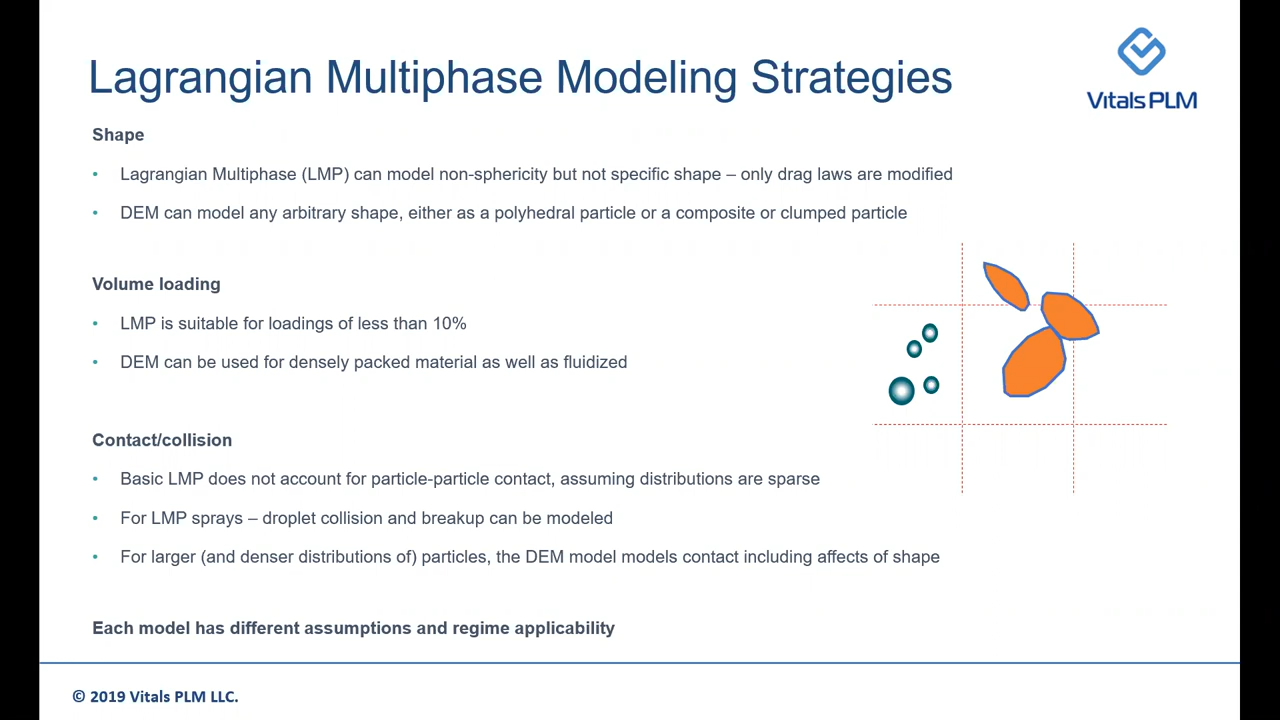 Lagrangian Multiphase Modeling Strategies
Vitals PLM
Shape
• Lagrangian Multiphase (LMP) can model non-sphericity but not specific shape – only drag laws are modified
• DEM can model any arbitrary shape, either as a polyhedral particle or a composite or clumped particle
Volume loading
• LMP is suitable for loadings of less than 10%
• DEM can be used for densely packed material as well as fluidized
Contact/collision
• Basic LMP does not account for particle-particle contact, assuming distributions are sparse
• For LMP sprays – droplet collision and breakup can be modeled
• For larger (and denser distributions of) particles, the DEM model models contact including affects of shape
Each model has different assumptions and regime applicability
© 2019 Vitals PLM LLC.